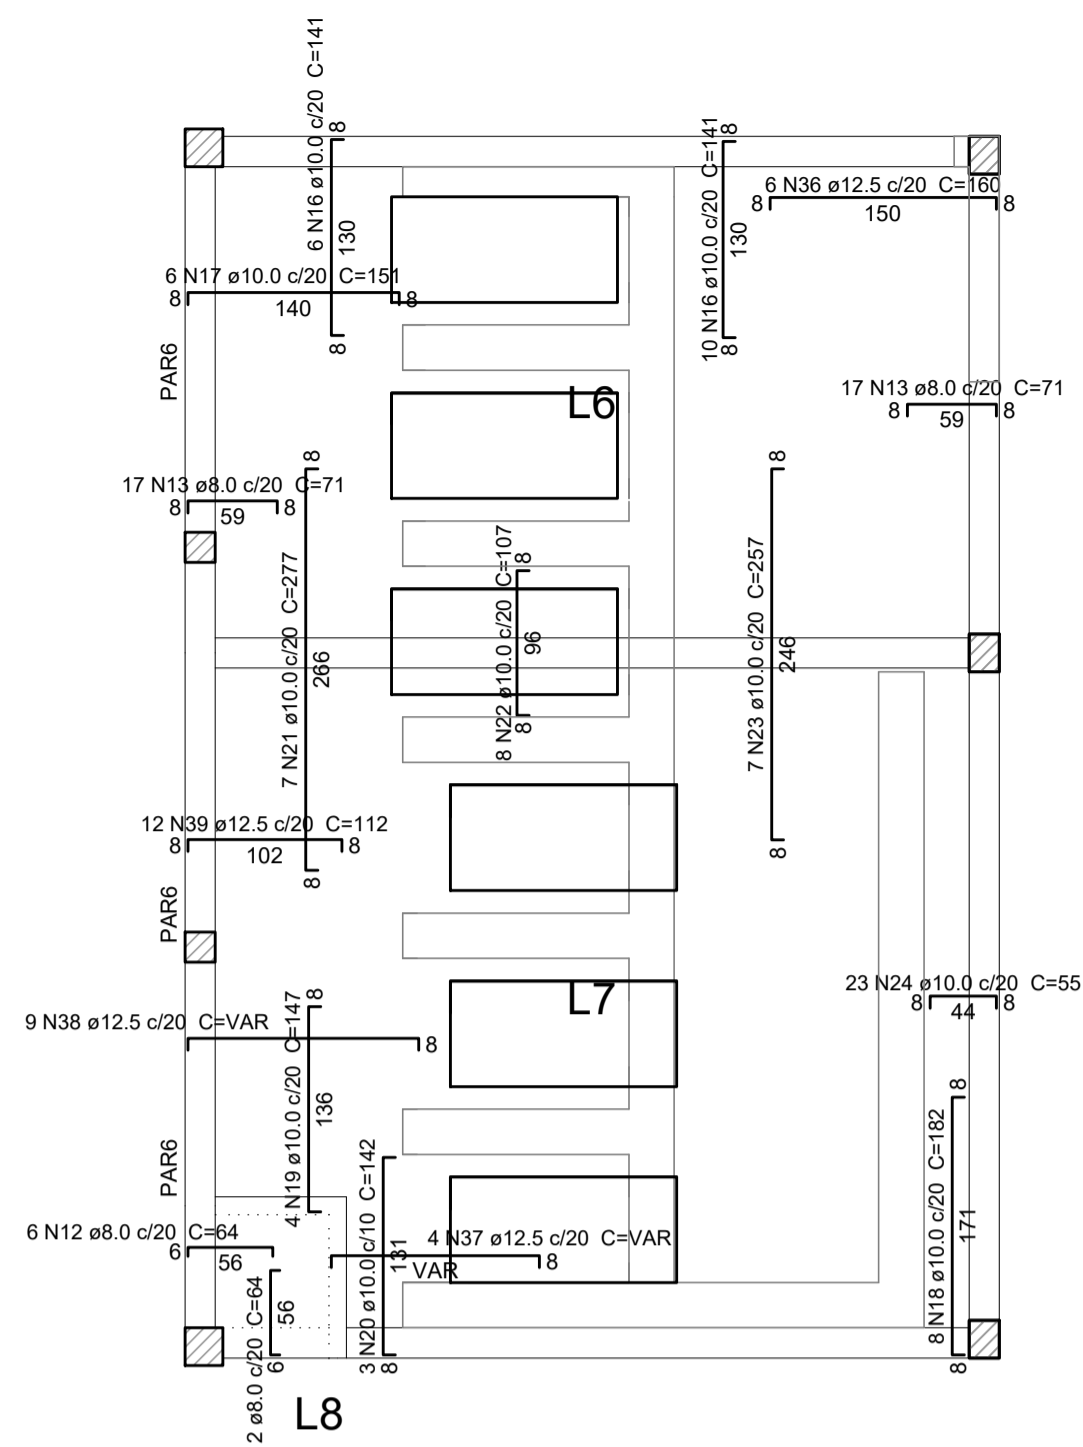 6 N16 ø10.0 c/20 C=141
8
130
8
10 N16 ø10.0 c/20 C=141
8
130
8
6 N36 ø12.5 c/20 C=160
8
150
8
6 N17 ø10.0 c/20 C=151
8
140
8
PAR6
L6
17 N13 ø8.0 c/20 C=71
8
59
8
17 N13 ø8.0 c/20 C=71
8
59
8
7 N21 ø10.0 c/20 C=277
8
266
8
8 N22 ø10.0 c/20 C=107
8
96
8
7 N23 ø10.0 c/20 C=257
8
246
8
12 N39 ø12.5 c/20 C=112
8
102
8
PAR6
L7
23 N24 ø10.0 c/20 C=55
8
44
8
9 N38 ø12.5 c/20 C=VAR
8
4 N19 ø10.0 c/20 C=147
8
136
PAR6
3 N20 ø10.0 c/10 C=142
131
8
8 N18 ø10.0 c/20 C=182
8
171
8
6 N12 ø8.0 c/20 C=64
6
56
4 N37 ø12.5 c/20 C=VAR
VAR
8
2 ø8.0 c/20 C=64
56
6
L8